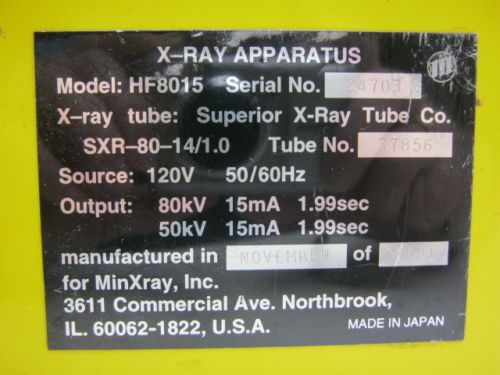 X-RAY APPARATUS
Model: HF8015 Serial No. 24703
X-ray tube: Superior X-Ray Tube Co.
SXR-80-14/1.0 Tube No. 37856
Source: 120V 50/60Hz
Output: 80kV 15mA 1.99sec
50kV 15mA 1.99sec
manufactured in NOVEMBER of
for MinXray, Inc.
3611 Commercial Ave. Northbrook,
IL. 60062-1822, U.S.A.
MADE IN JAPAN